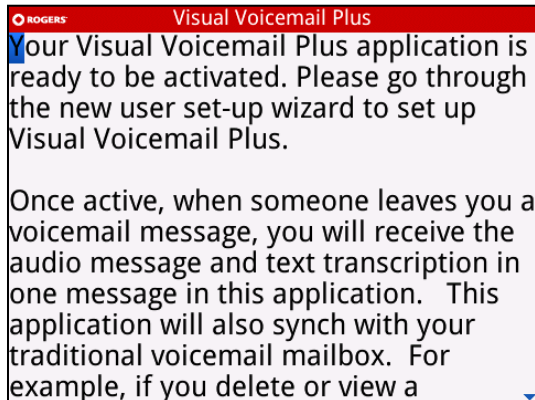 ROGERS Visual Voicemail Plus
Your Visual Voicemail Plus application is
ready to be activated. Please go through
the new user set-up wizard to set up
Visual Voicemail Plus.
Once active, when someone leaves you a
voicemail message, you will receive the
audio message and text transcription in
one message in this application.   This
application will also synch with your
traditional voicemail mailbox.  For
example, if you delete or view a